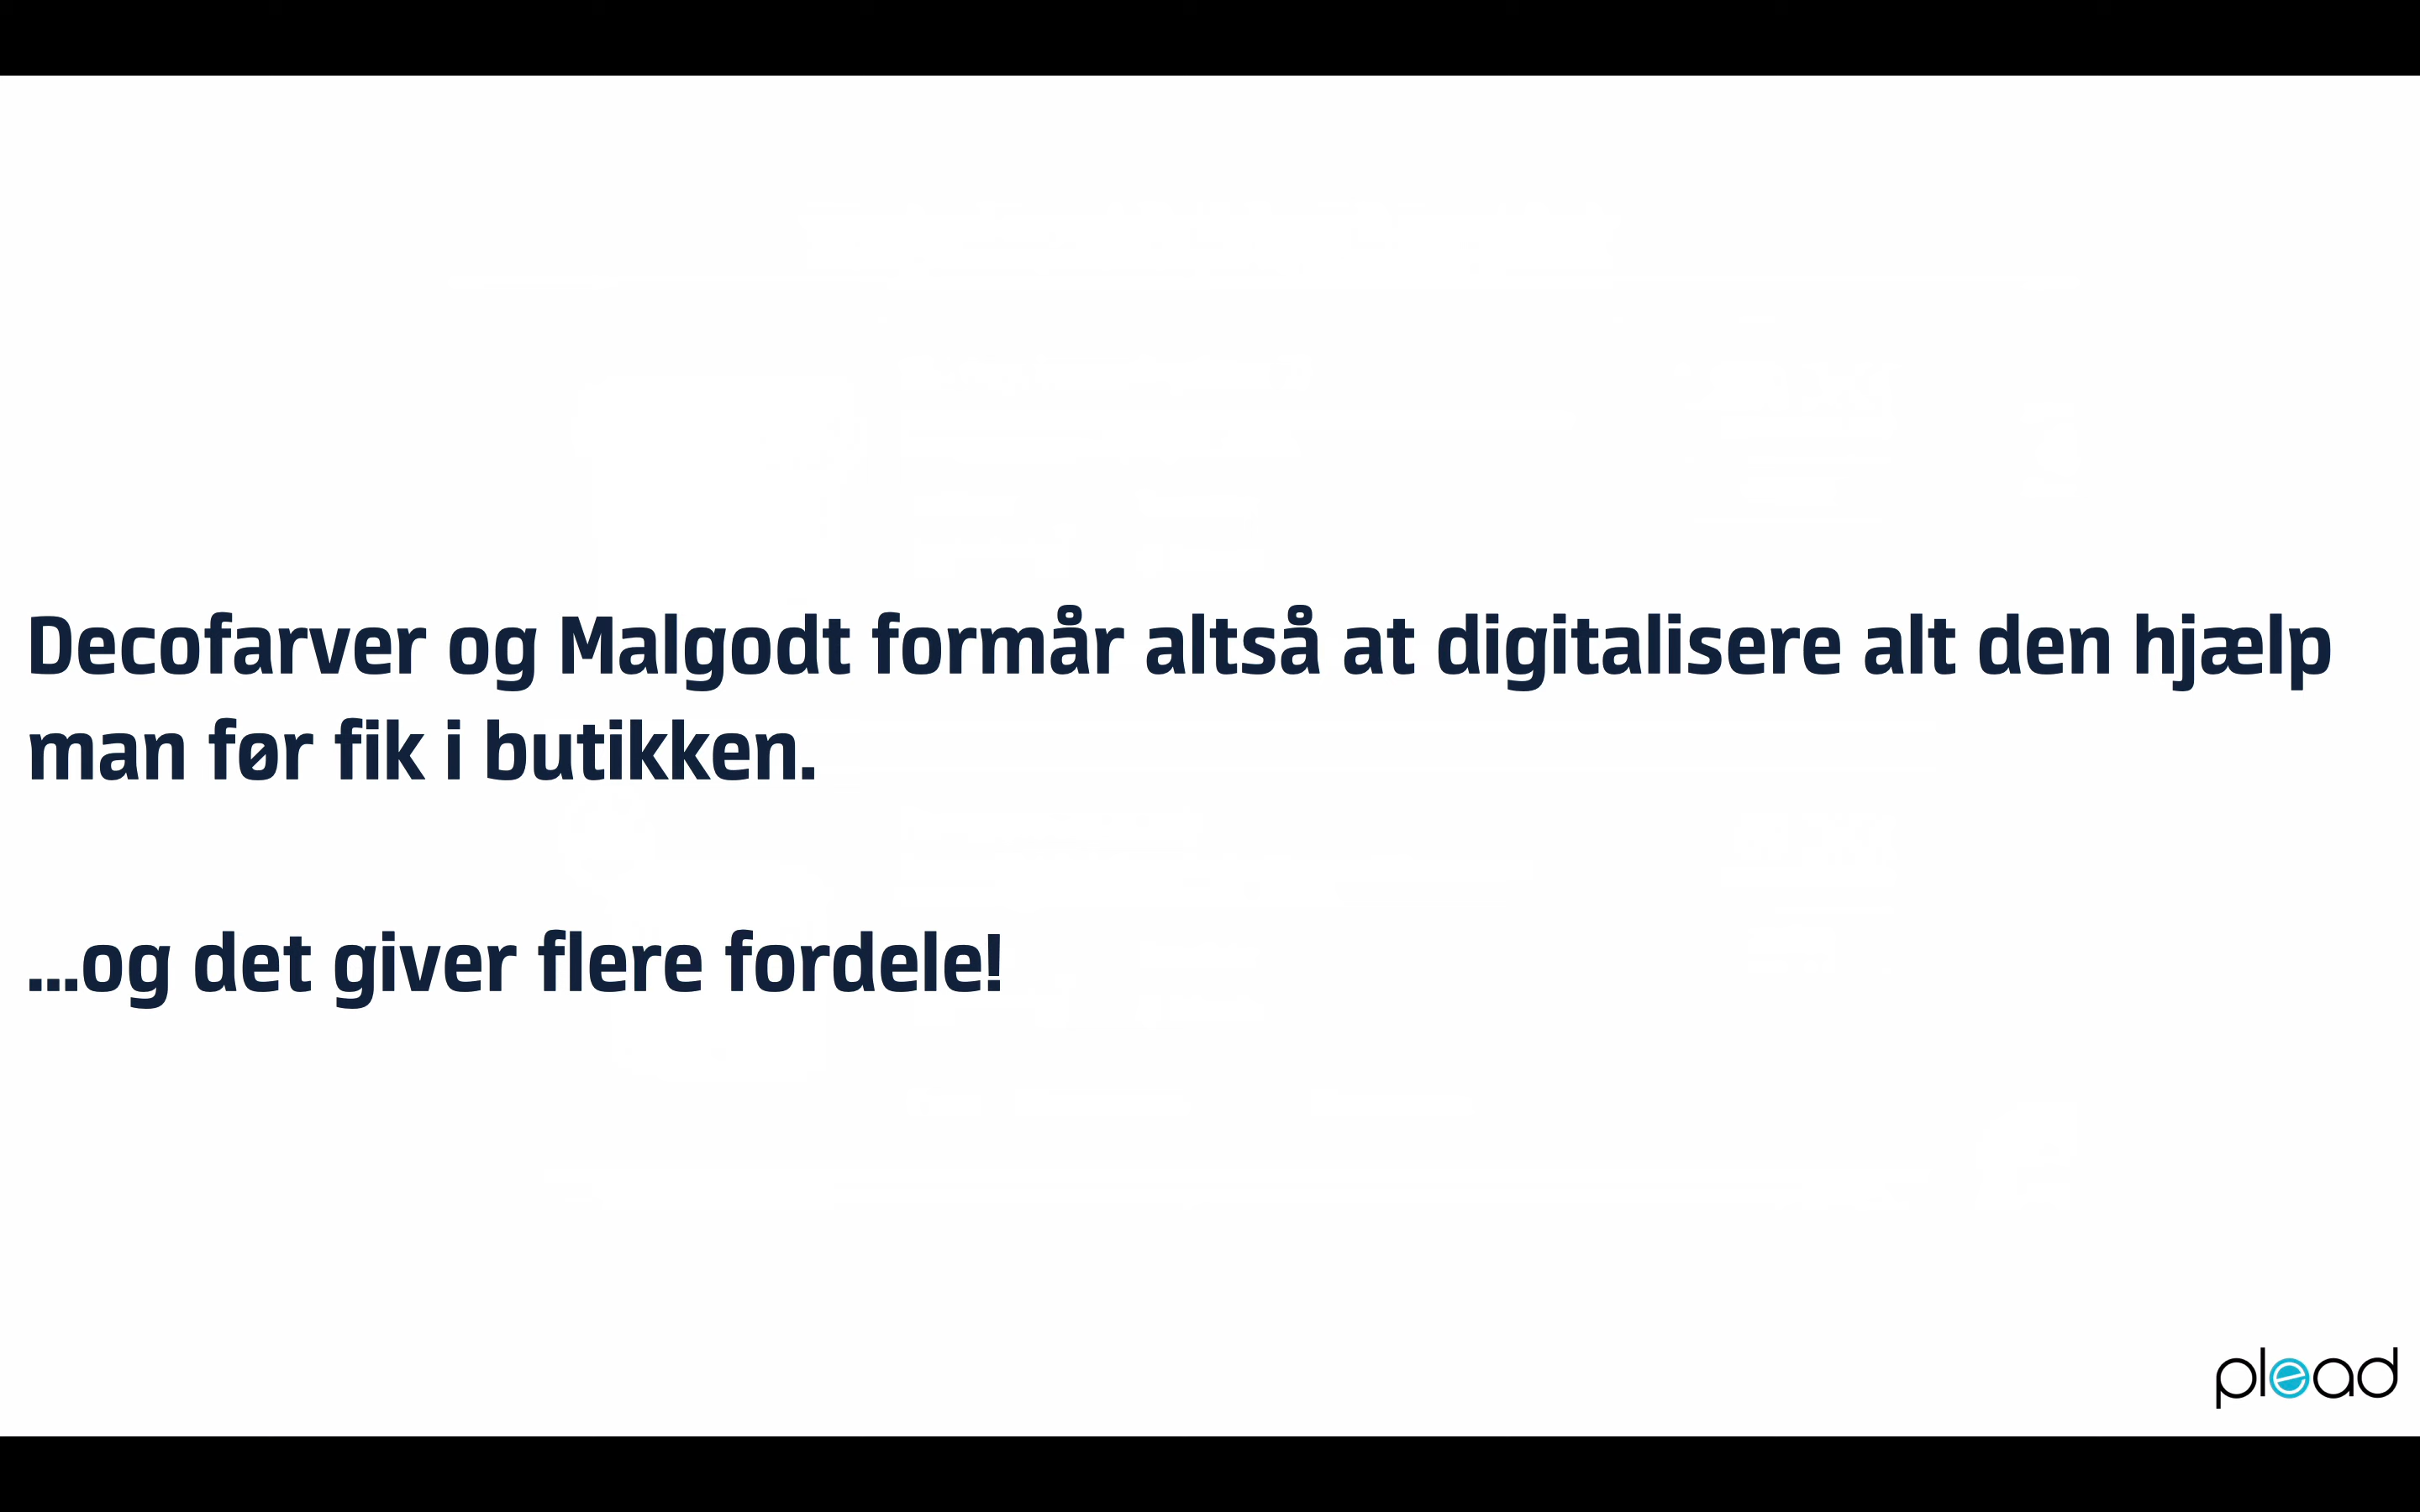 Decofarver og Malgodt formår altså at digitalisere alt den hjælp
man før fik i butikken.
...og det giver flere fordele!
plead